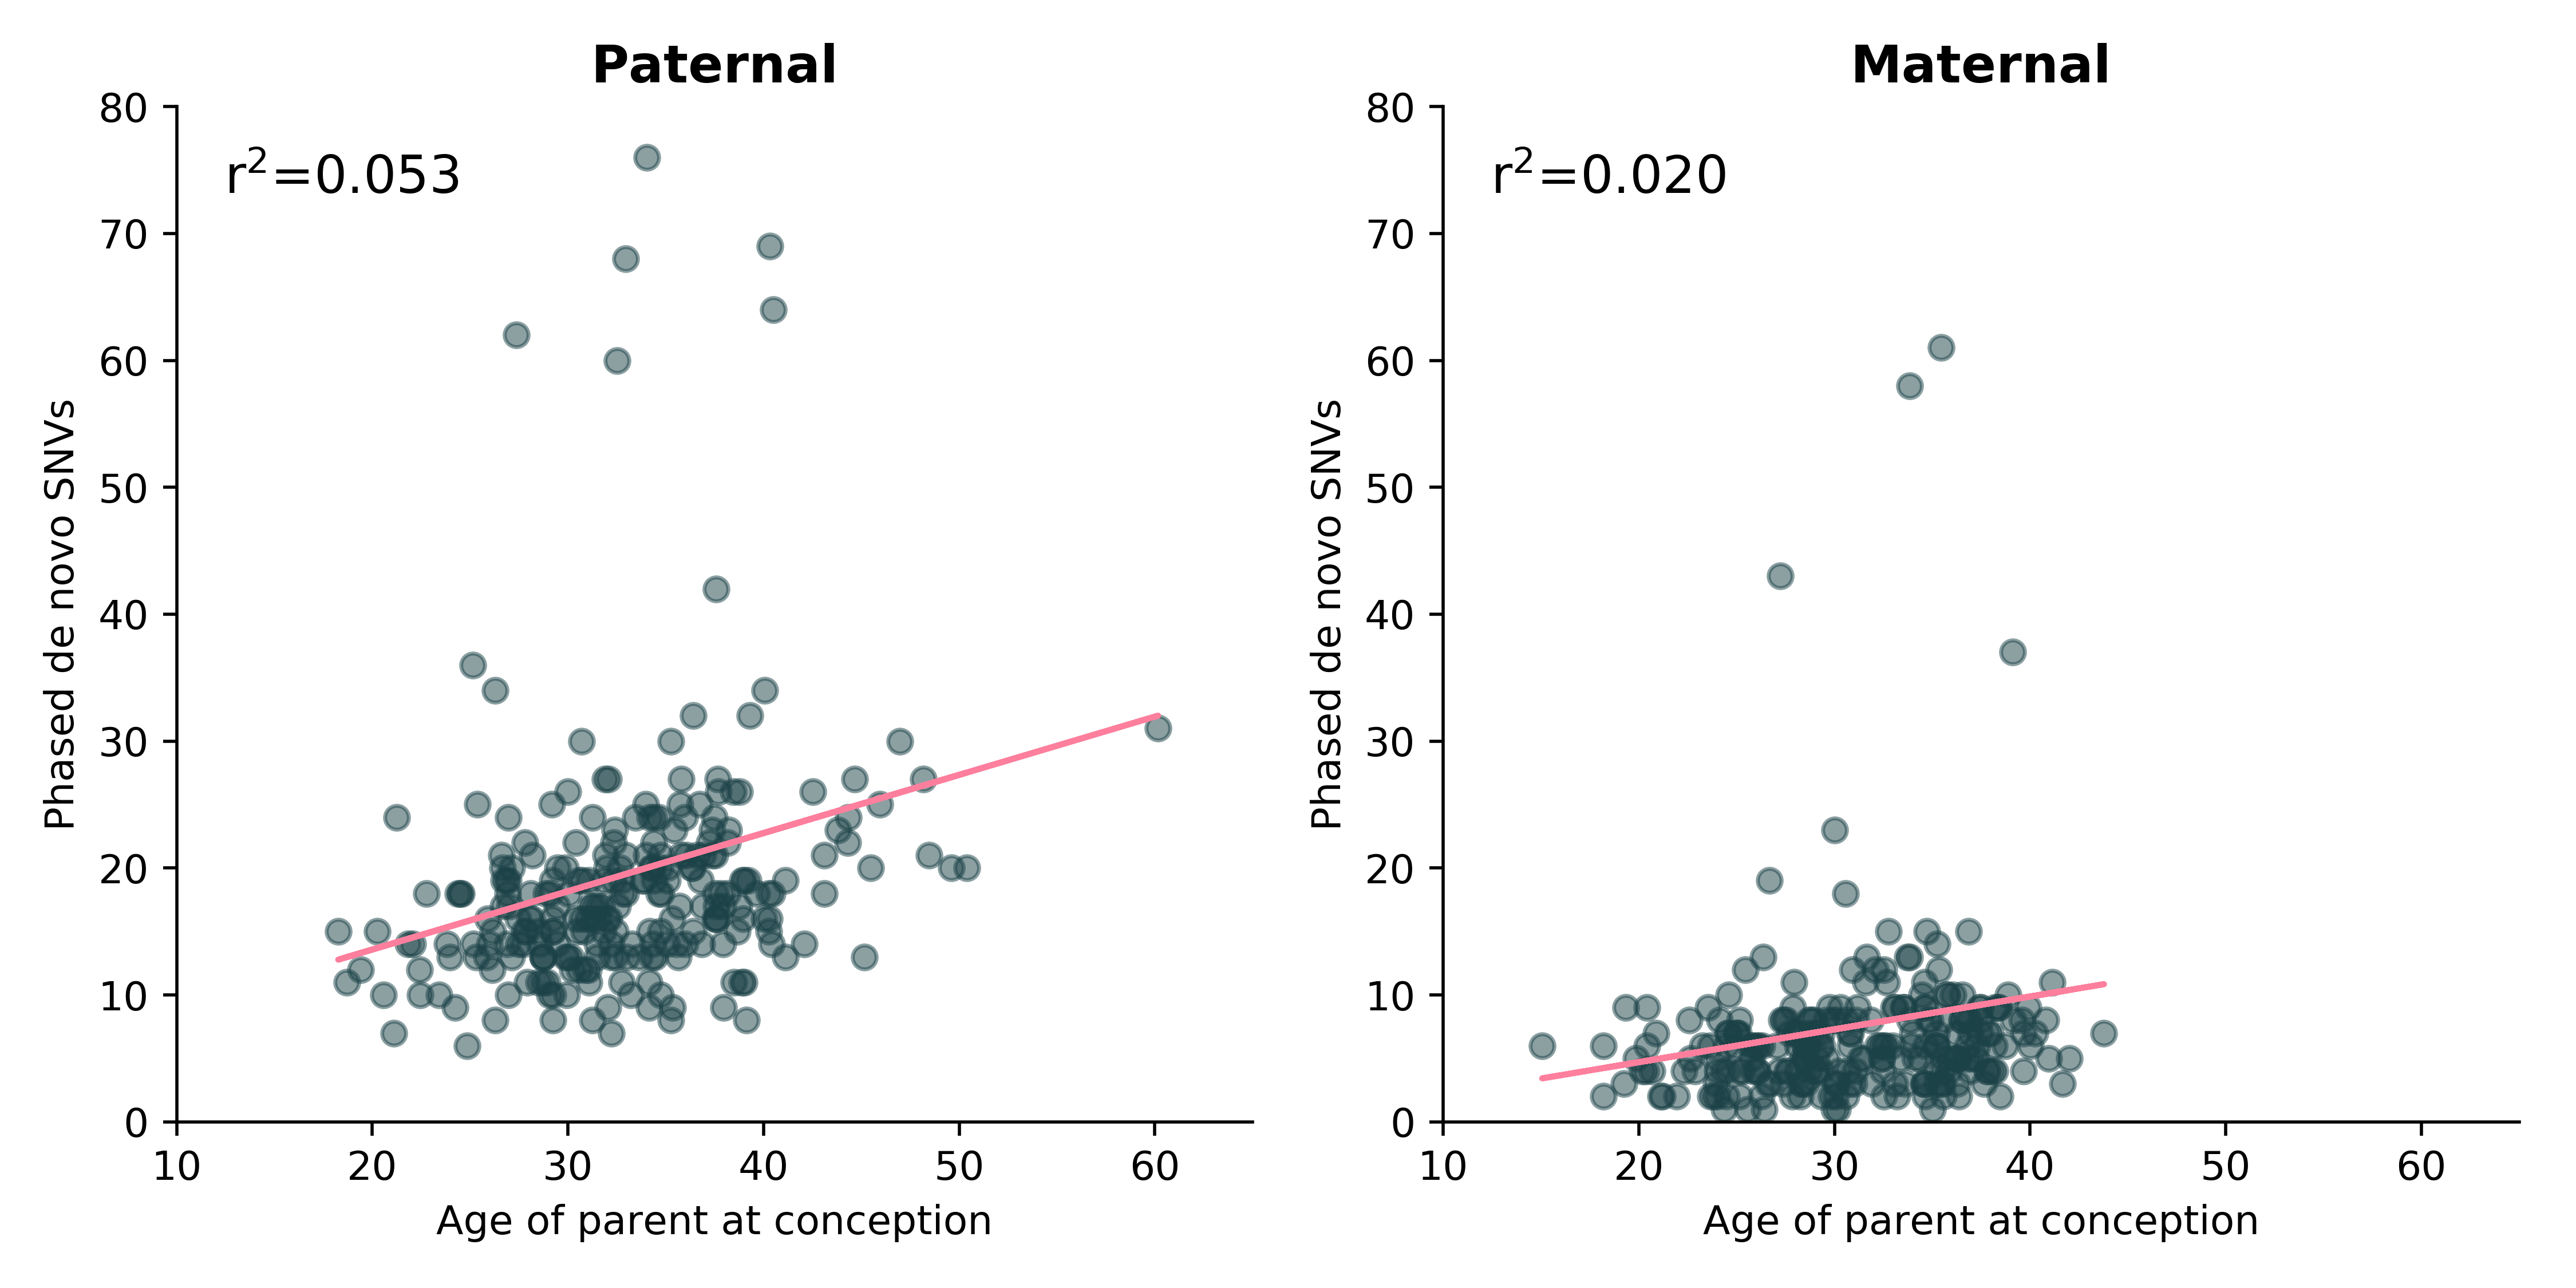 Paternal
r²=0.053
80
70
60
50
40
30
20
10
0
Phased de novo SNVs
10 20 30 40 50 60
Age of parent at conception
Maternal
r²=0.020
80
70
60
50
40
30
20
10
0
Phased de novo SNVs
10 20 30 40 50 60
Age of parent at conception